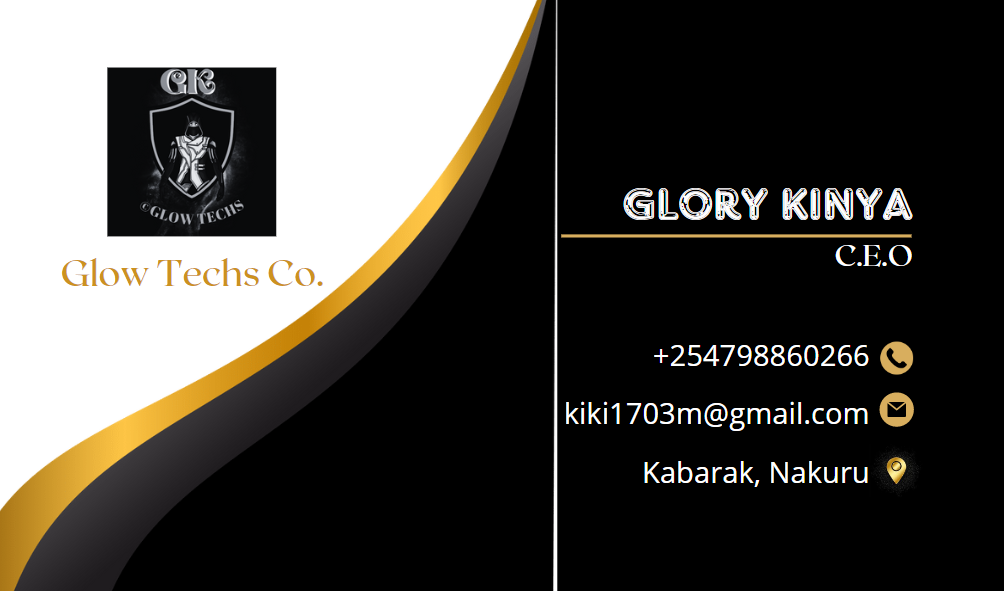 GK
© GLOW TECHS
Glow Techs Co.
GLORY KINYA
C.E.O
+254798860266
kiki1703m@gmail.com
Kabarak, Nakuru